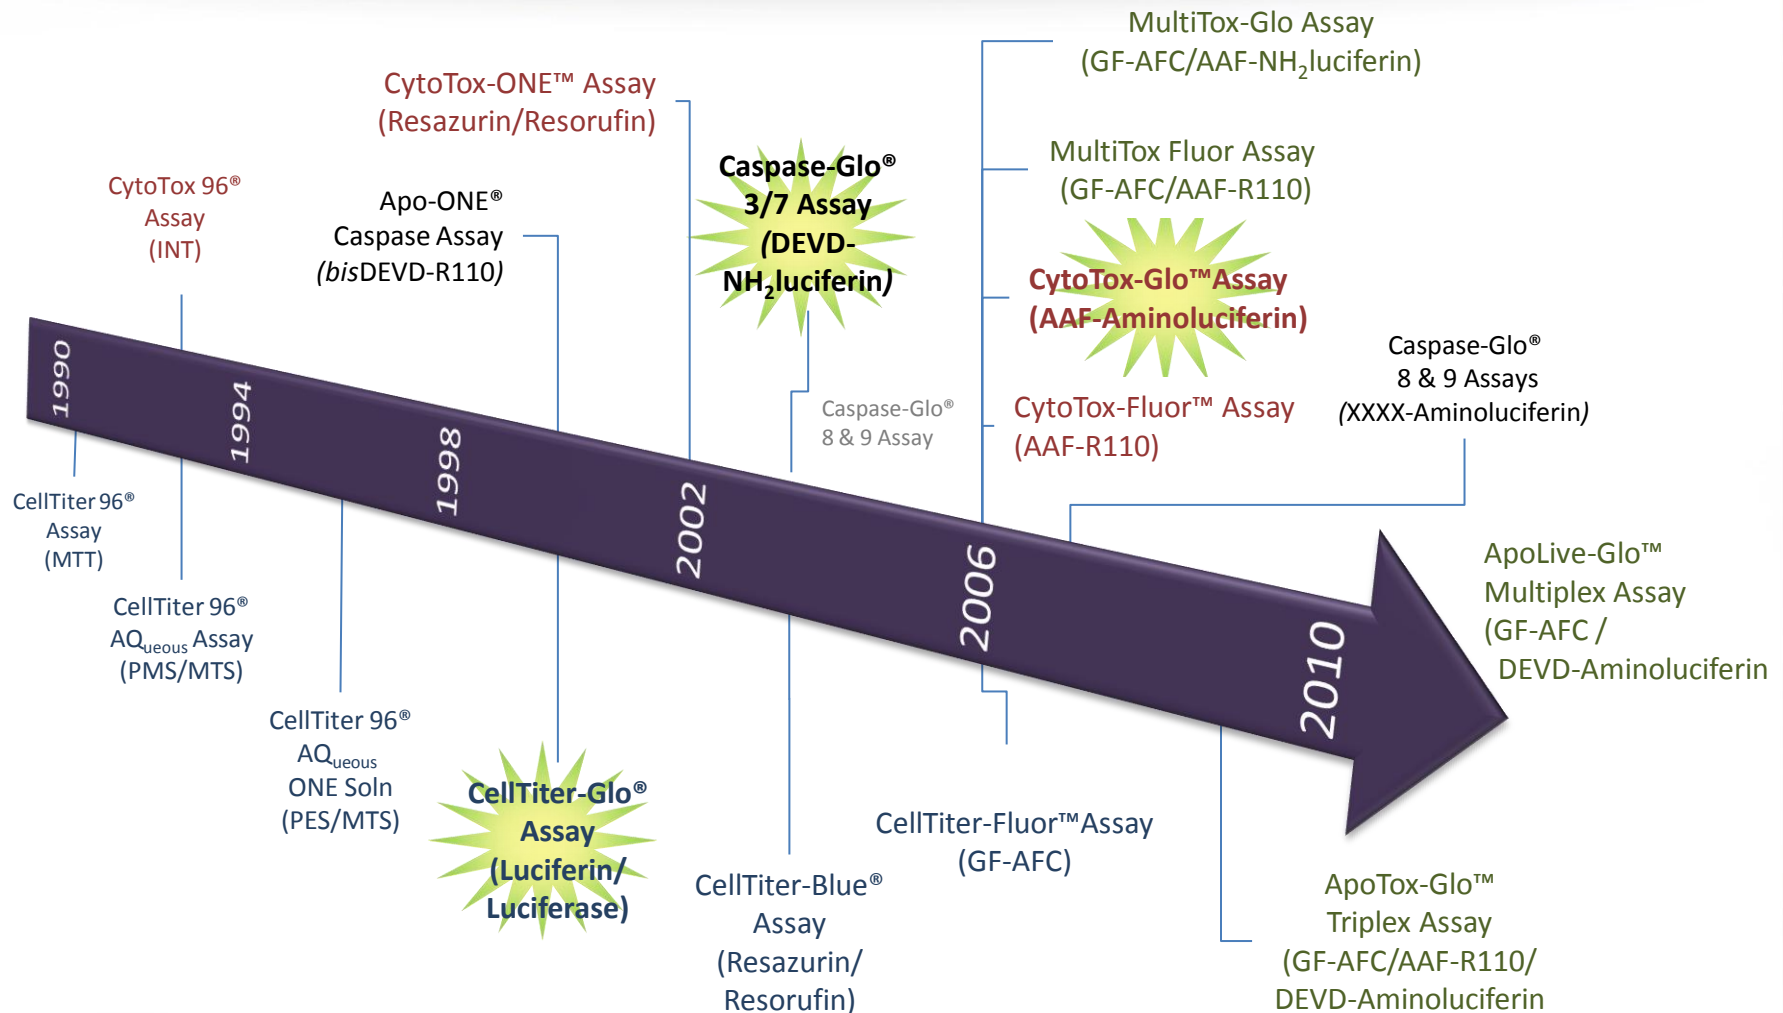 MultiTox-Glo Assay
(GF-AFC/AAF-NH₂luciferin)
CytoTox-ONE™ Assay
(Resazurin/Resorufin)
MultiTox Fluor Assay
(GF-AFC/AAF-R110)
Caspase-Glo®
3/7 Assay
(DEVD-
NH₂luciferin)
CytoTox 96®
Assay
(INT)
Apo-ONE®
Caspase Assay
(bisDEVD-R110)
CytoTox-Glo™Assay
(AAF-Aminoluciferin)
Caspase-Glo®
8 & 9 Assays
(XXXX-Aminoluciferin)
Caspase-Glo®
8 & 9 Assay
CytoTox-Fluor™ Assay
(AAF-R110)
1990
1994
1998
2002
2006
2010
CellTiter 96®
Assay
(MTT)
CellTiter 96®
AQueous Assay
(PMS/MTS)
CellTiter 96®
AQueous
ONE Soln
(PES/MTS)
CellTiter-Glo®
Assay
(Luciferin/
Luciferase)
CellTiter-Blue®
Assay
(Resazurin/
Resorufin)
CellTiter-Fluor™Assay
(GF-AFC)
ApoLive-Glo™
Multiplex Assay
(GF-AFC /
DEVD-Aminoluciferin
ApoTox-Glo™
Triplex Assay
(GF-AFC/AAF-R110/
DEVD-Aminoluciferin